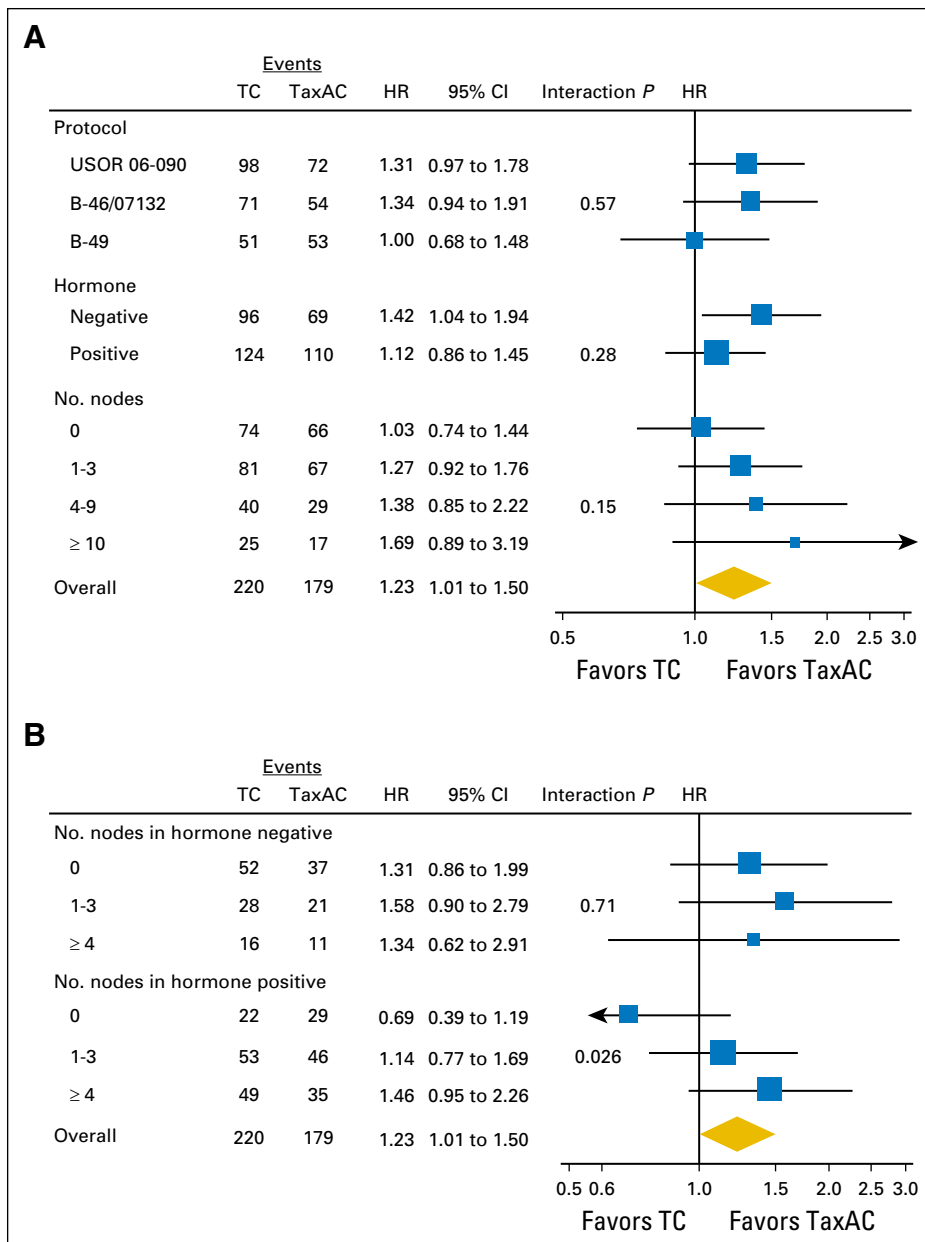 A
Events
TC TaxAC HR 95% CI Interaction P HR
Protocol
USOR 06-090 98 72 1.31 0.97 to 1.78
B-46/07132 71 54 1.34 0.94 to 1.91 0.57
B-49 51 53 1.00 0.68 to 1.48
Hormone
Negative 96 69 1.42 1.04 to 1.94
Positive 124 110 1.12 0.86 to 1.45 0.28
No. nodes
0 74 66 1.03 0.74 to 1.44
1-3 81 67 1.27 0.92 to 1.76
4-9 40 29 1.38 0.85 to 2.22 0.15
≥ 10 25 17 1.69 0.89 to 3.19
Overall 220 179 1.23 1.01 to 1.50
0.5 1.0 1.5 2.0 2.5 3.0
Favors TC Favors TaxAC
B
Events
TC TaxAC HR 95% CI Interaction P HR
No. nodes in hormone negative
0 52 37 1.31 0.86 to 1.99
1-3 28 21 1.58 0.90 to 2.79 0.71
≥ 4 16 11 1.34 0.62 to 2.91
No. nodes in hormone positive
0 22 29 0.69 0.39 to 1.19
1-3 53 46 1.14 0.77 to 1.69 0.026
≥ 4 49 35 1.46 0.95 to 2.26
Overall 220 179 1.23 1.01 to 1.50
0.5 0.6 1.0 1.5 2.0 2.5 3.0
Favors TC Favors TaxAC